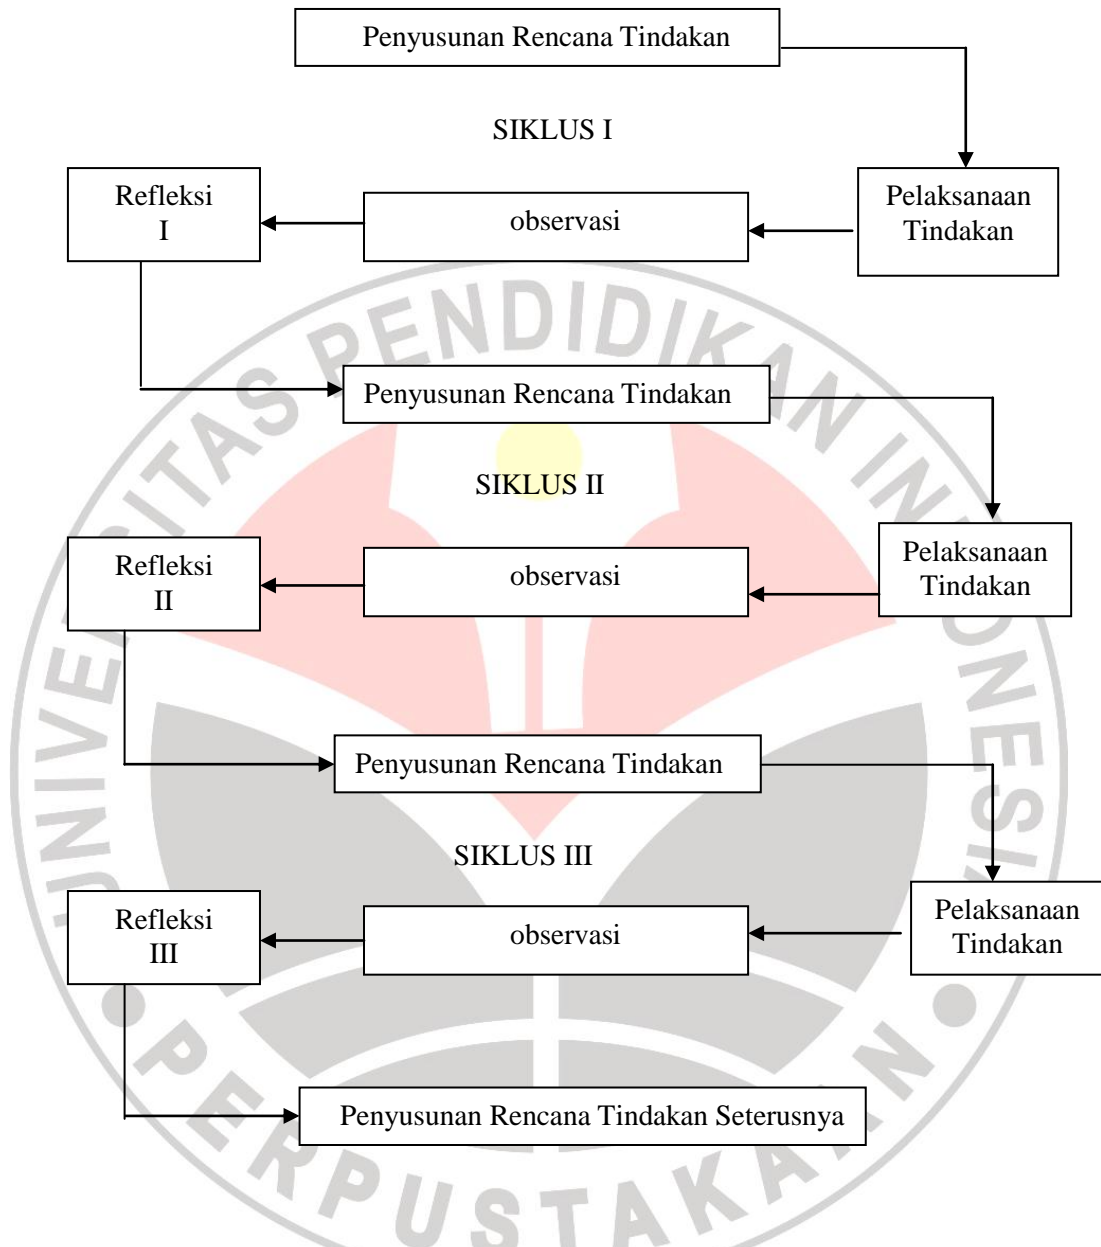 Penyusunan Rencana Tindakan
SIKLUS I
Refleksi
I
observasi
Pelaksanaan
Tindakan
Penyusunan Rencana Tindakan
SIKLUS II
Refleksi
II
observasi
Pelaksanaan
Tindakan
Penyusunan Rencana Tindakan
SIKLUS III
Refleksi
III
observasi
Pelaksanaan
Tindakan
Penyusunan Rencana Tindakan Seterusnya
UNIVERSITAS PENDIDIKAN INDONESIA
PERPUSTAKAAN